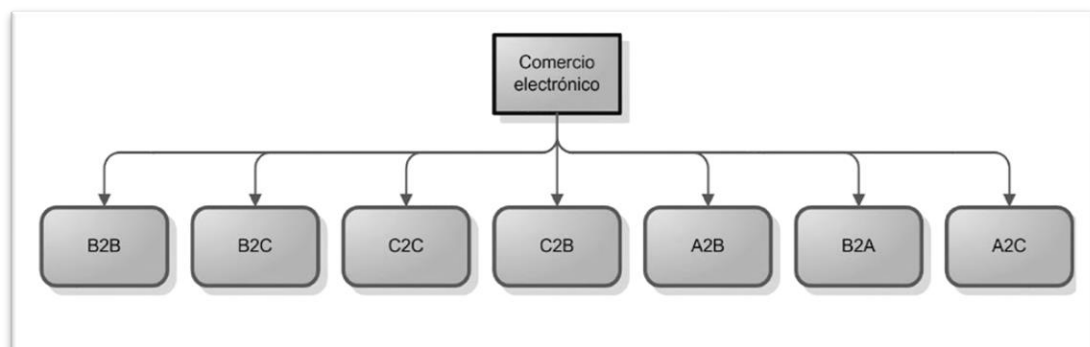 Comercio
electrónico
B2B
B2C
C2C
C2B
A2B
B2A
A2C